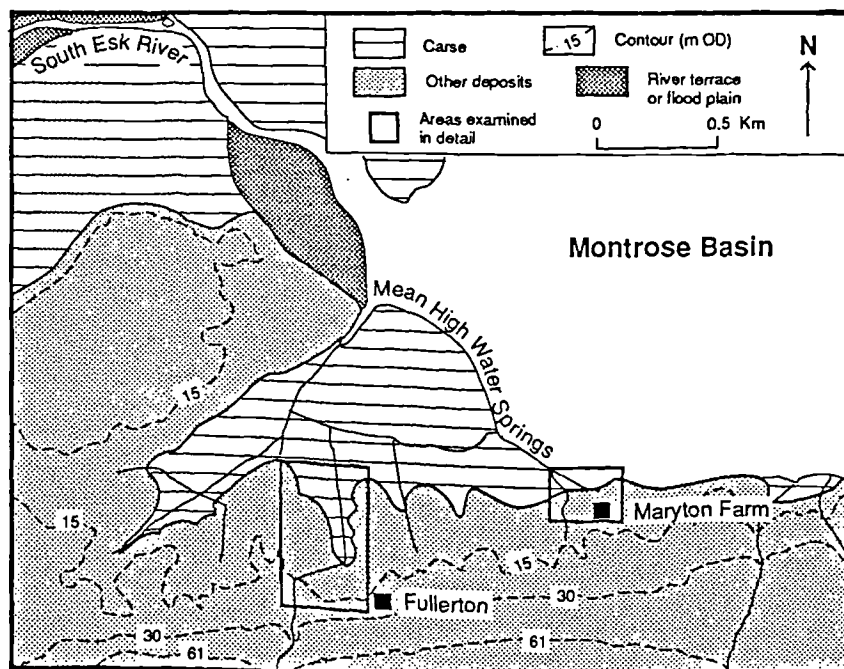 South Esk River
Carse
15 Contour (m OD)
Other deposits
River terrace
or flood plain
Areas examined
in detail
0 0.5 Km
N
Montrose Basin
Mean High Water Springs
15
15
Maryton Farm
15
Fullerton
30
30
61
61